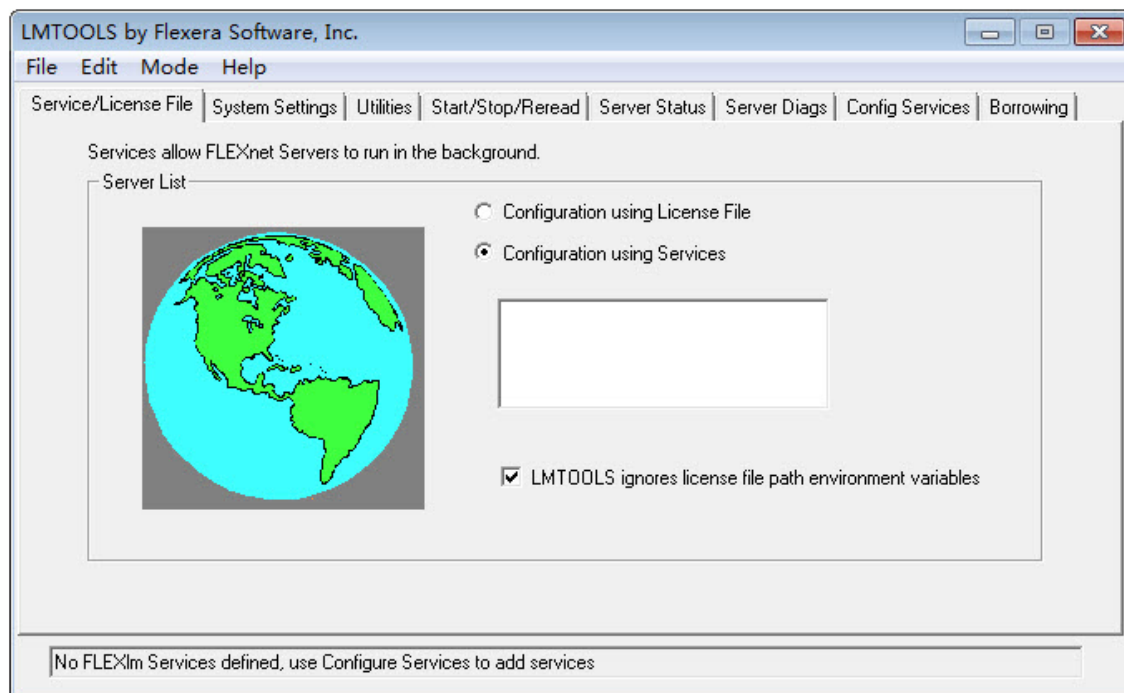 LMTOOLS by Flexera Software, Inc.
File Edit Mode Help
Service/License File System Settings Utilities Start/Stop/Reread Server Status Server Diags Config Services Borrowing
Services allow FLEXnet Servers to run in the background.
Server List
Configuration using License File
Configuration using Services
LMTOOLS ignores license file path environment variables
No FLEXlm Services defined, use Configure Services to add services